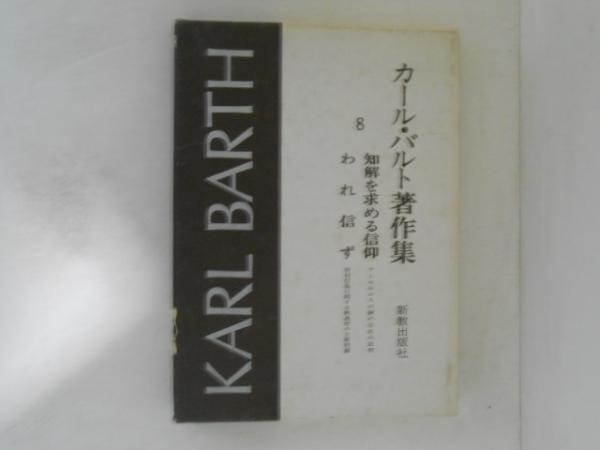 KARL BARTH
カール・バルト著作集
8
知解を求める信仰
われ信ず
新教出版社